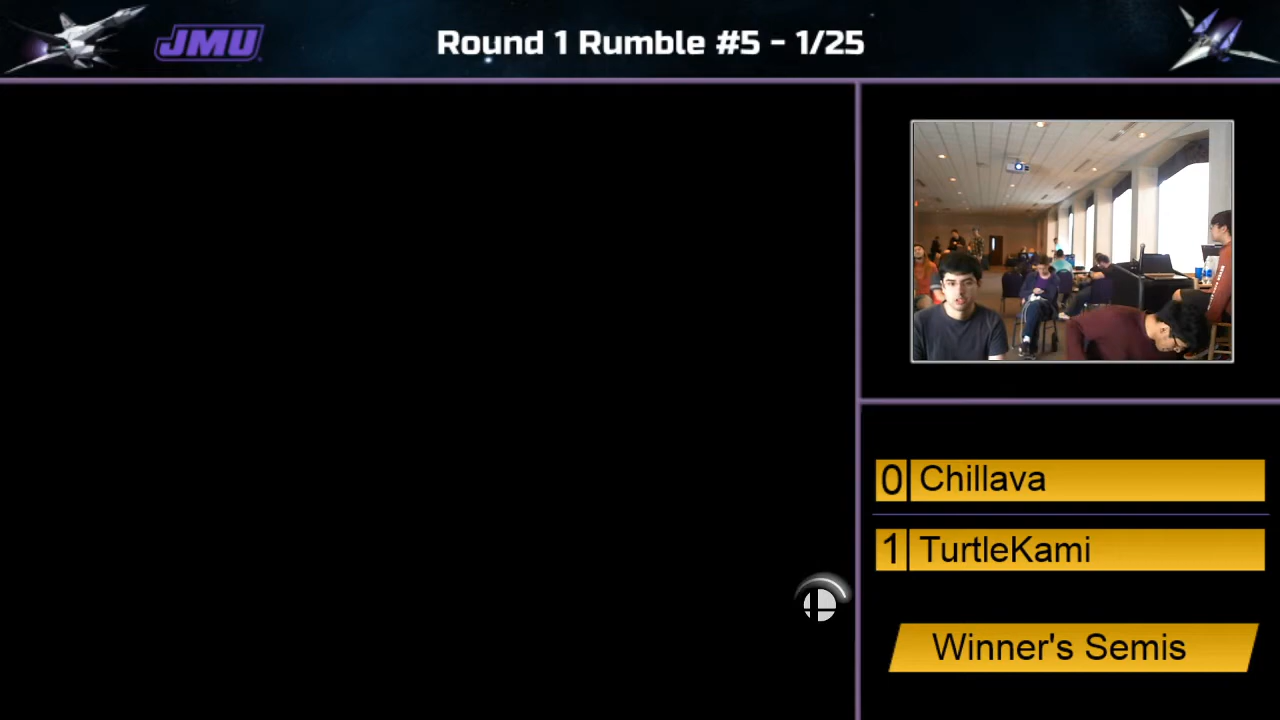 JMU
Round 1 Rumble #5 - 1/25
0 Chillava
1 TurtleKami
Winner's Semis